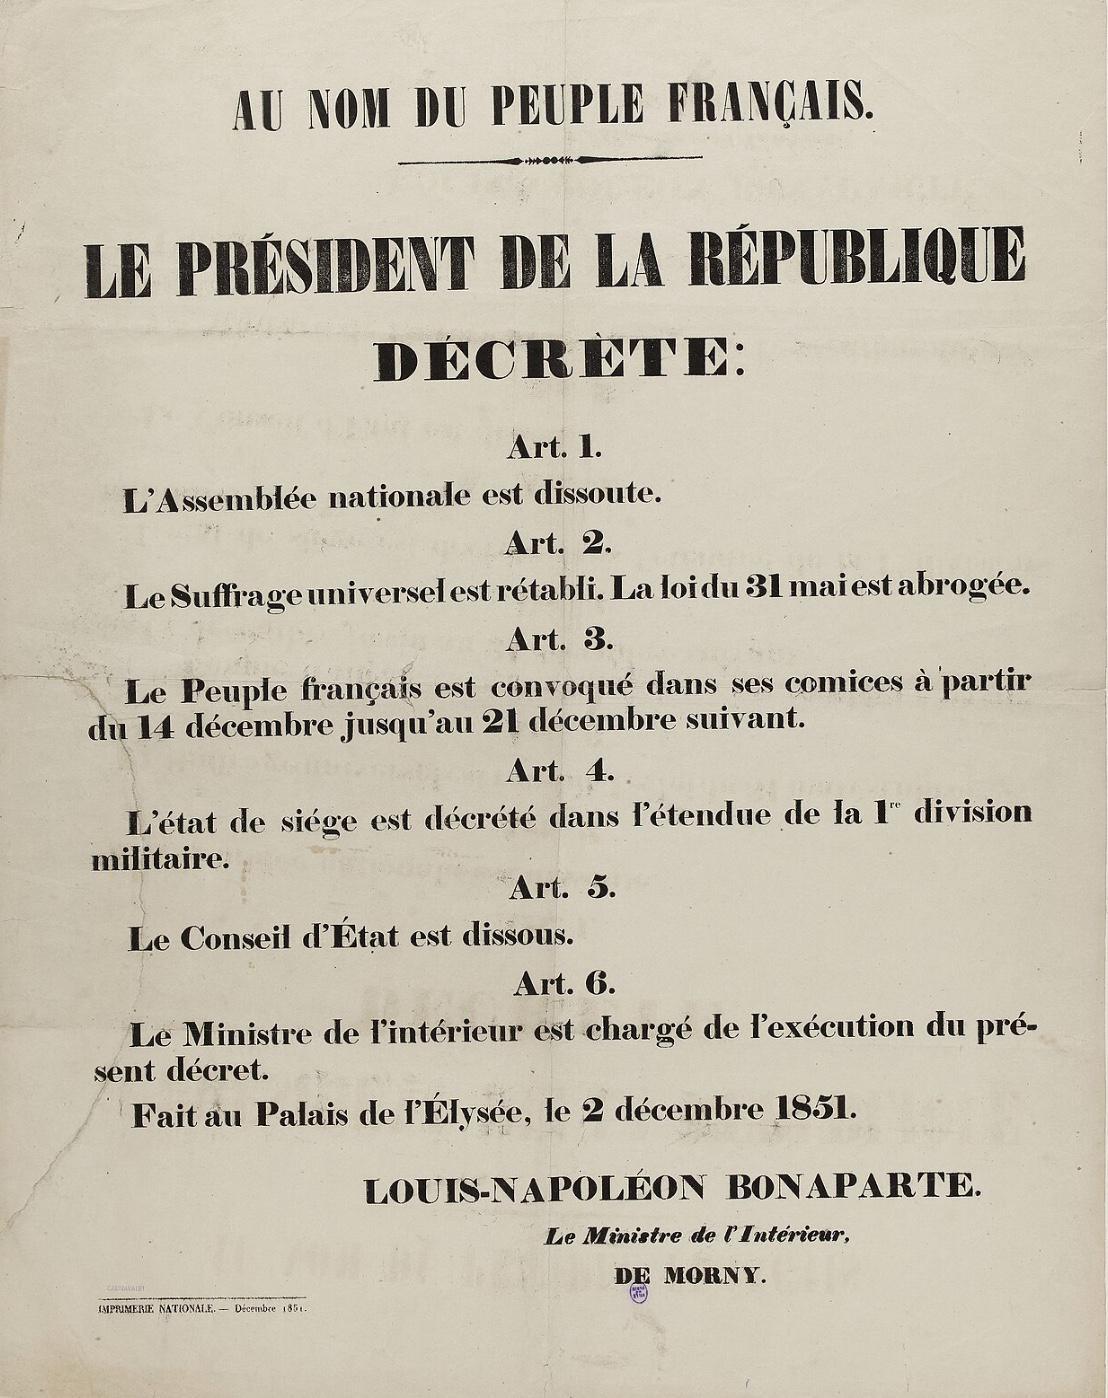 AU NOM DU PEUPLE FRANÇAIS.
LE PRÉSIDENT DE LA RÉPUBLIQUE
DÉCRÈTE:
Art. 1.
L'Assemblée nationale est dissoute.
Art. 2.
Le Suffrage universel est rétabli. La loi du 31 mai est abrogée.
Art. 3.
Le Peuple français est convoqué dans ses comices à partir
du 14 décembre jusqu'au 21 décembre suivant.
Art. 4.
L'état de siége est décrété dans l'étendue de la 1re division
militaire.
Art. 5.
Le Conseil d'État est dissous.
Art. 6.
Le Ministre de l'intérieur est chargé de l'exécution du pré-
sent décret.
Fait au Palais de l'Élysée, le 2 décembre 1851.
LOUIS-NAPOLÉON BONAPARTE.
Le Ministre de l'Intérieur,
DE MORNY.
IMPRIMERIE NATIONALE. — Décembre 1851.